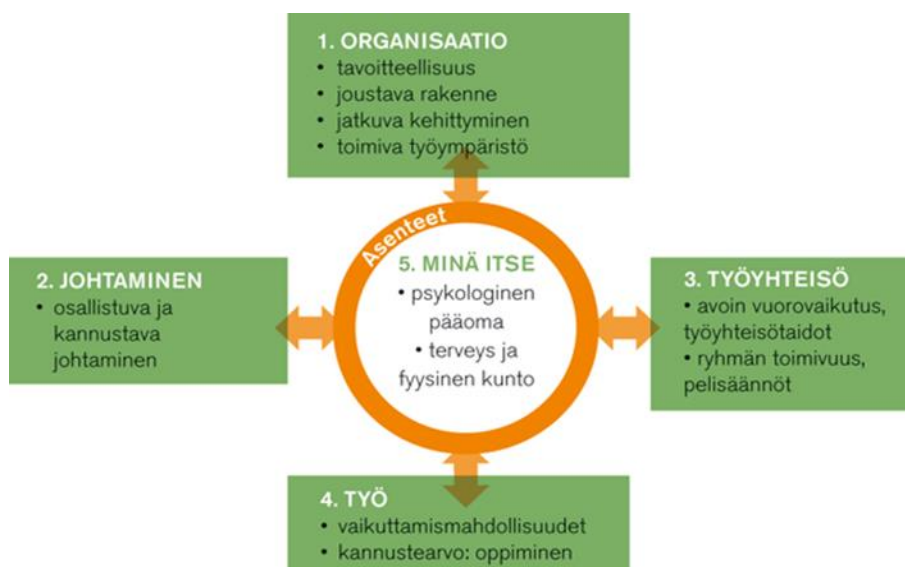 1. ORGANISAATIO
• tavoitteellisuus
• joustava rakenne
• jatkuva kehittyminen
• toimiva työympäristö
Asenteet
2. JOHTAMINEN
• osallistuva ja
kannustava
johtaminen
5. MINÄ ITSE
• psykologinen
pääoma
• terveys ja
fyysinen kunto
3. TYÖYHTEISÖ
• avoin vuorovaikutus,
työyhteisötaidot
• ryhmän toimivuus,
pelisäännöt
4. TYÖ
• vaikuttamismahdollisuudet
• kannustearvo: oppiminen